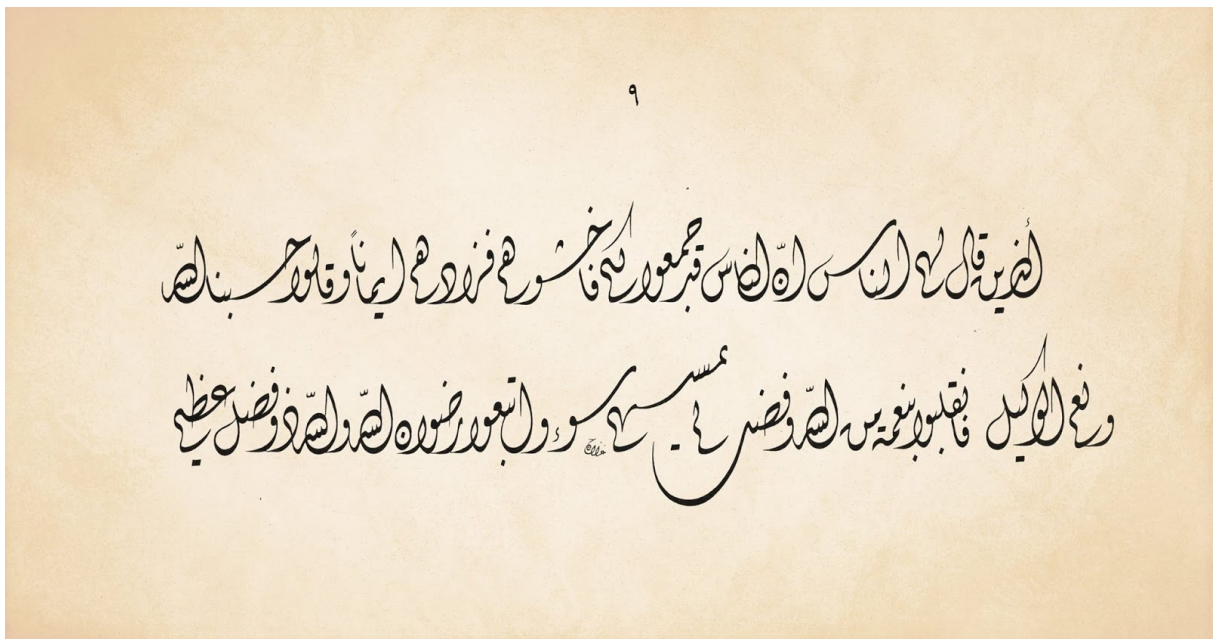 ٩
الذين قال لهم الناس ان الناس قد جمعوا لكم فاخشوهم فزادهم ايماناً وقالوا حسبنا الله
ونعم الوكيل فانقلبوا بنعمة من الله وفضل لم يمسسهم سوء واتبعوا رضوان الله والله ذو فضل عظيم